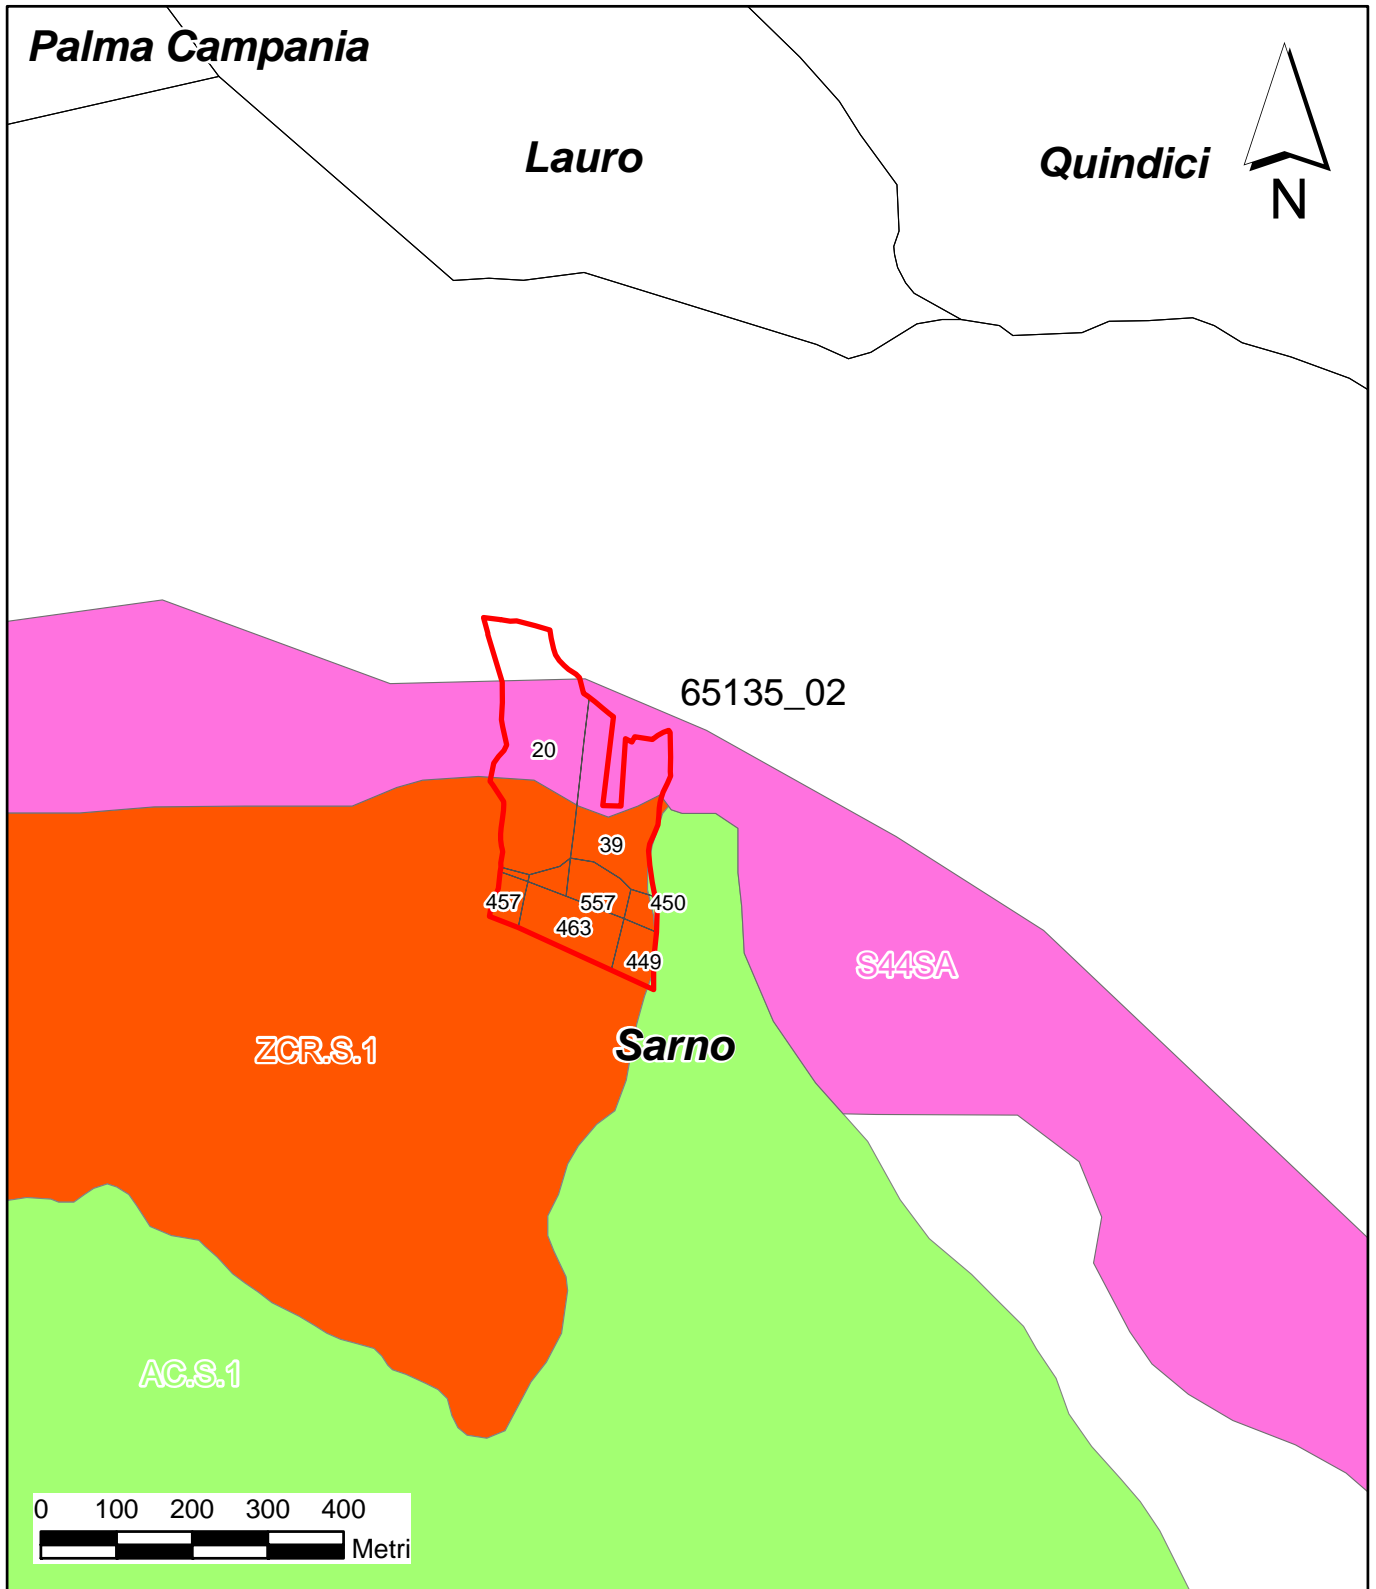 Palma Campania
Lauro
Quindici
N
65135_02
20
39
457
557
450
463
449
S44SA
ZCR.S.1
Sarno
AC.S.1
0 100 200 300 400
Metri